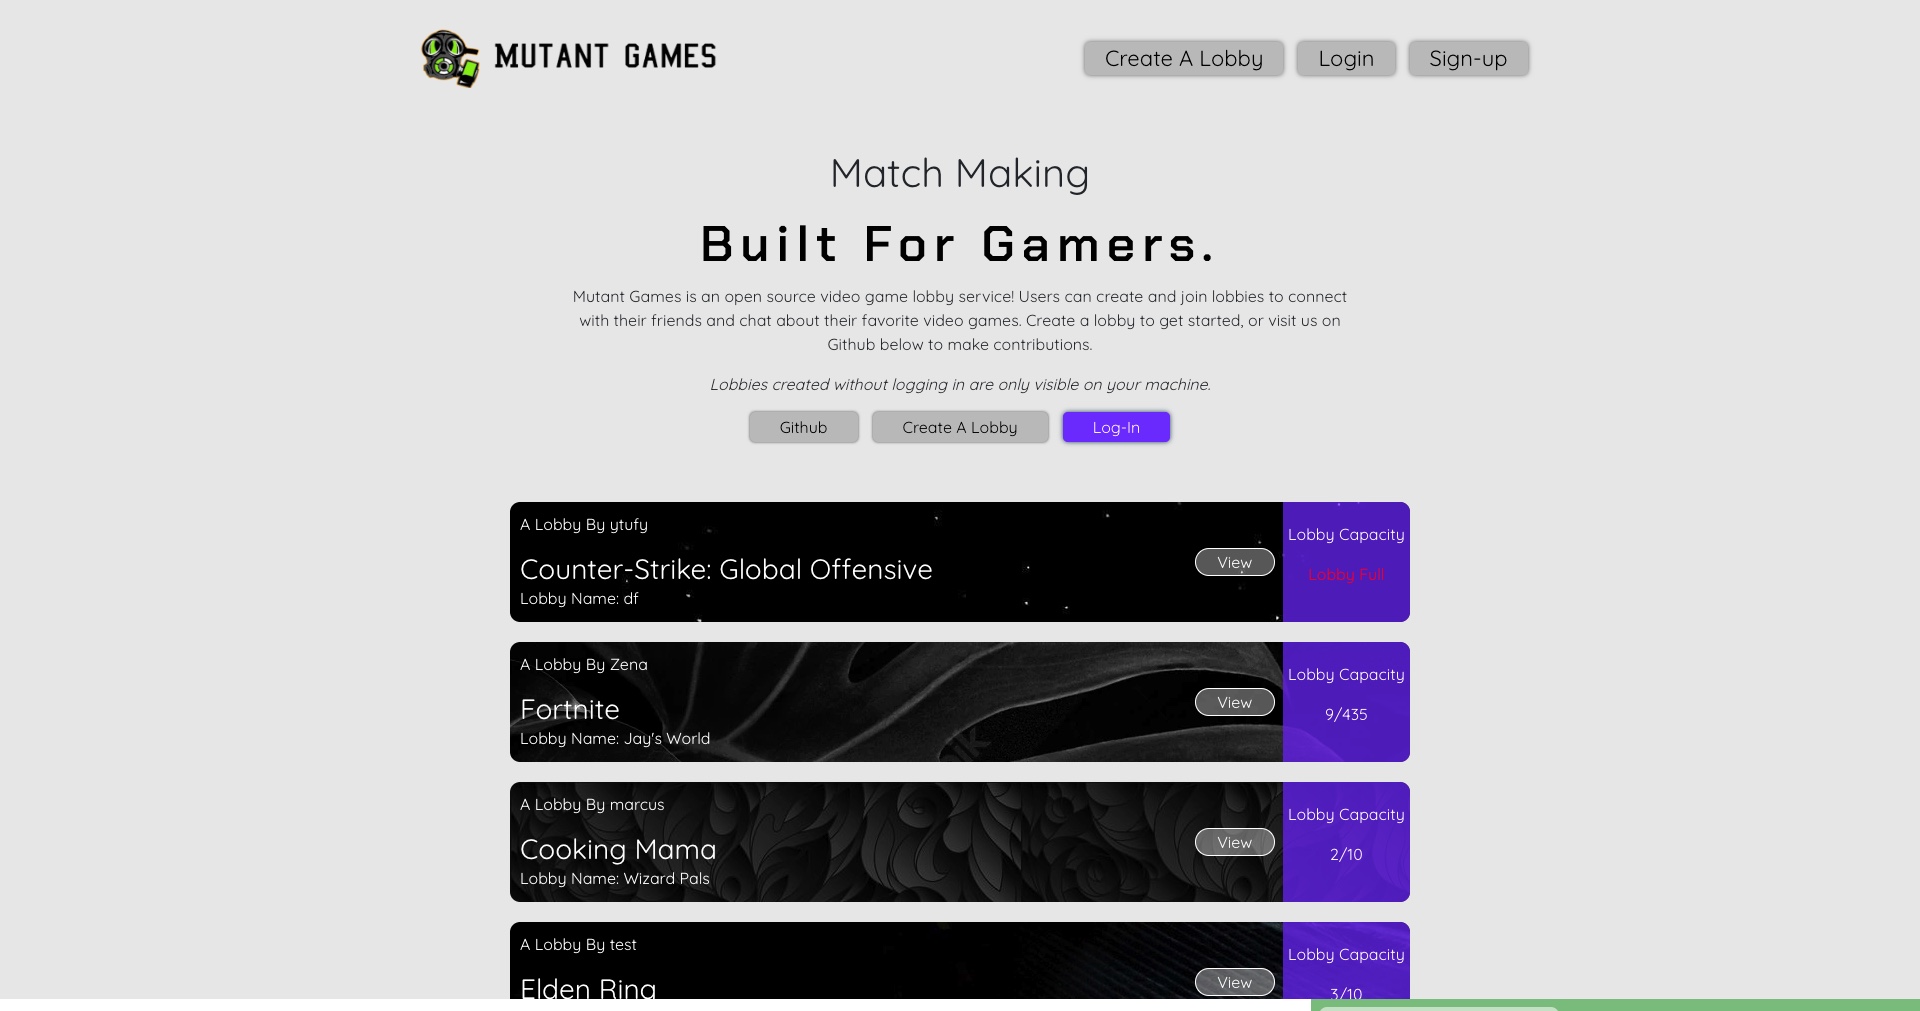 MUTANT GAMES
Create A Lobby
Login
Sign-up
Match Making
Built For Gamers.
Mutant Games is an open source video game lobby service! Users can create and join lobbies to connect
with their friends and chat about their favorite video games. Create a lobby to get started, or visit us on
Github below to make contributions.
Lobbies created without logging in are only visible on your machine.
Github
Create A Lobby
Log-In
A Lobby By ytufy
Counter-Strike: Global Offensive
Lobby Name: df
View
Lobby Capacity
Lobby Full
A Lobby By Zena
Fortnite
Lobby Name: Jay's World
View
Lobby Capacity
9/435
A Lobby By marcus
Cooking Mama
Lobby Name: Wizard Pals
View
Lobby Capacity
2/10
A Lobby By test
Elden Ring
View
Lobby Capacity
3/10